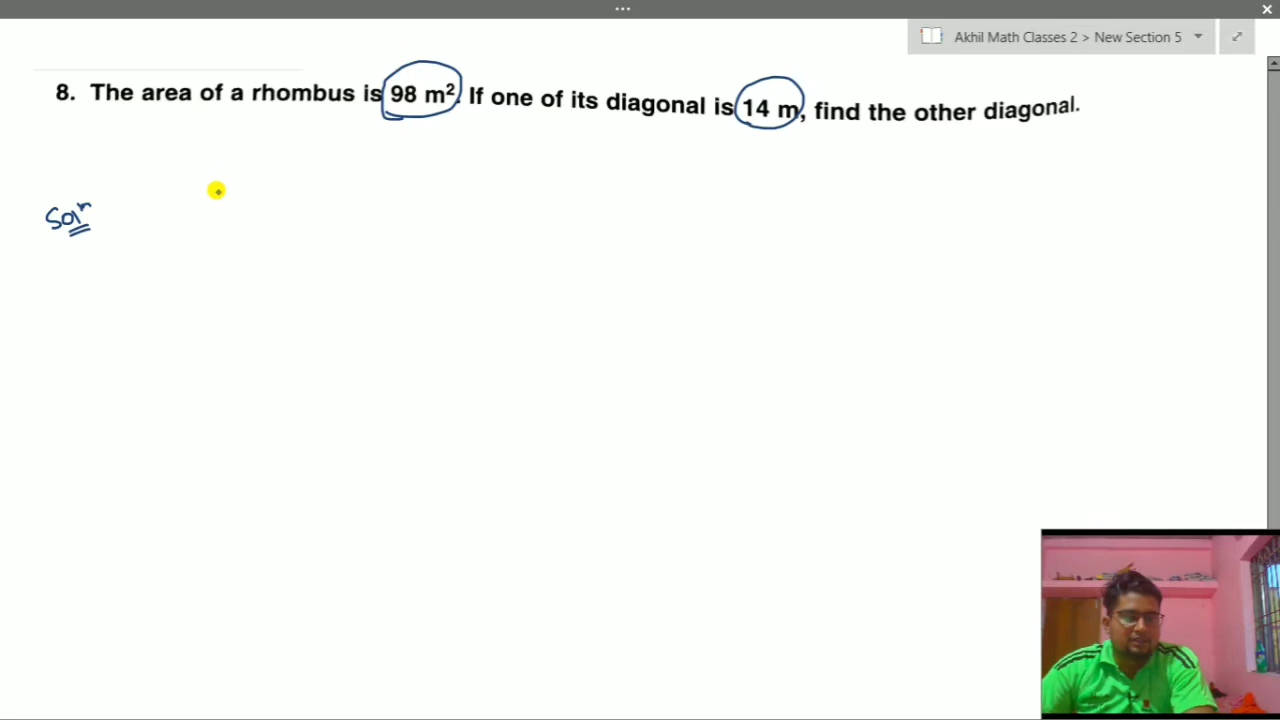 Akhil Math Classes 2 > New Section 5
8. The area of a rhombus is 98 m². If one of its diagonal is 14 m, find the other diagonal.
Solⁿ